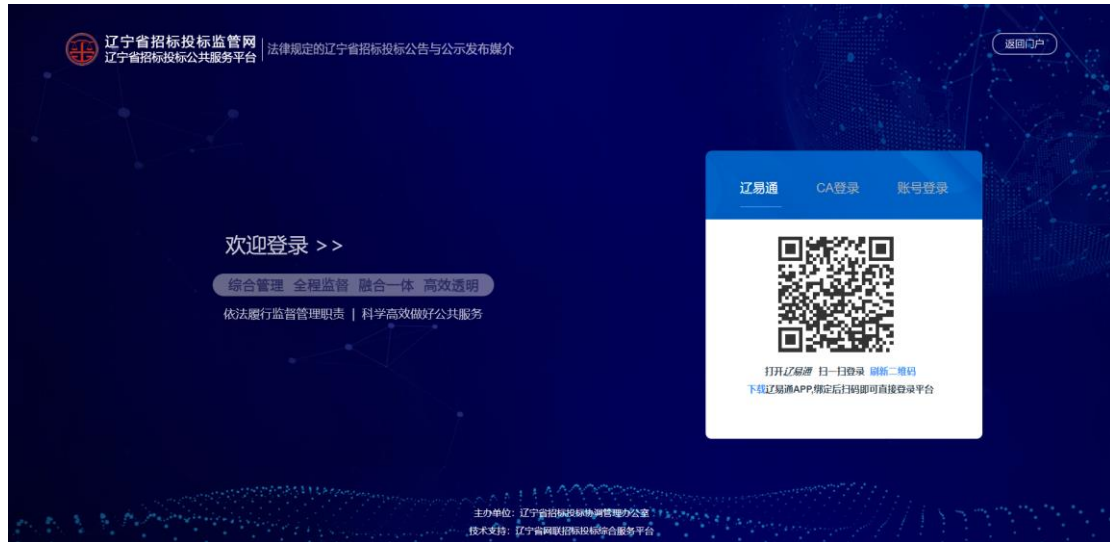 辽宁省招标投标监管网
辽宁省招标投标公共服务平台
法律规定的辽宁省招标投标公告与公示发布媒介
返回门户
辽易通 CA登录 账号登录
欢迎登录 >>
综合管理 全程监督 融合一体 高效透明
依法履行监督管理职责 | 科学高效做好公共服务
打开辽易通 扫一扫登录 刷新二维码
下载辽易通APP,绑定后扫码即可直接登录平台
主办单位：辽宁省招标投标协调管理办公室
技术支持：辽宁省网联招标投标综合服务平台